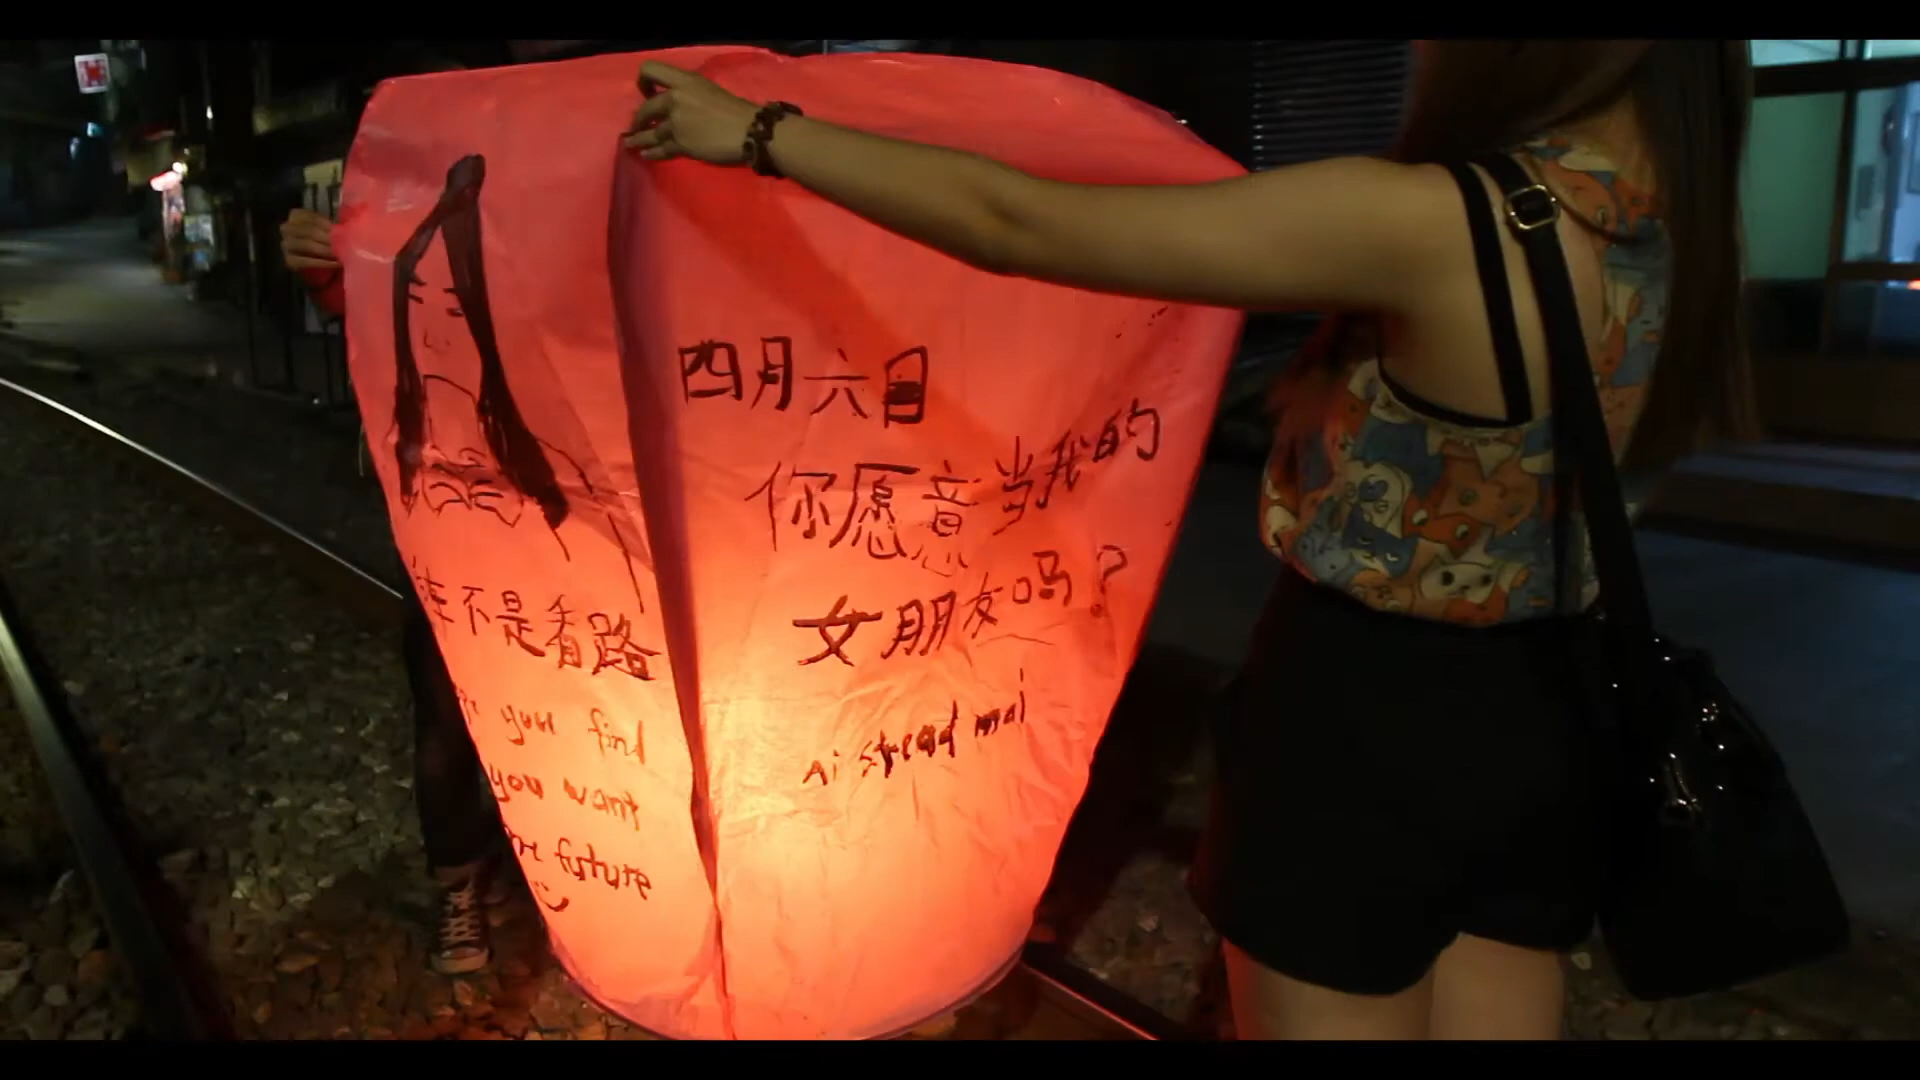 不是看路
you find
you want
future
四月六日
你愿意当我的
女朋友吗?
Ai stread mai